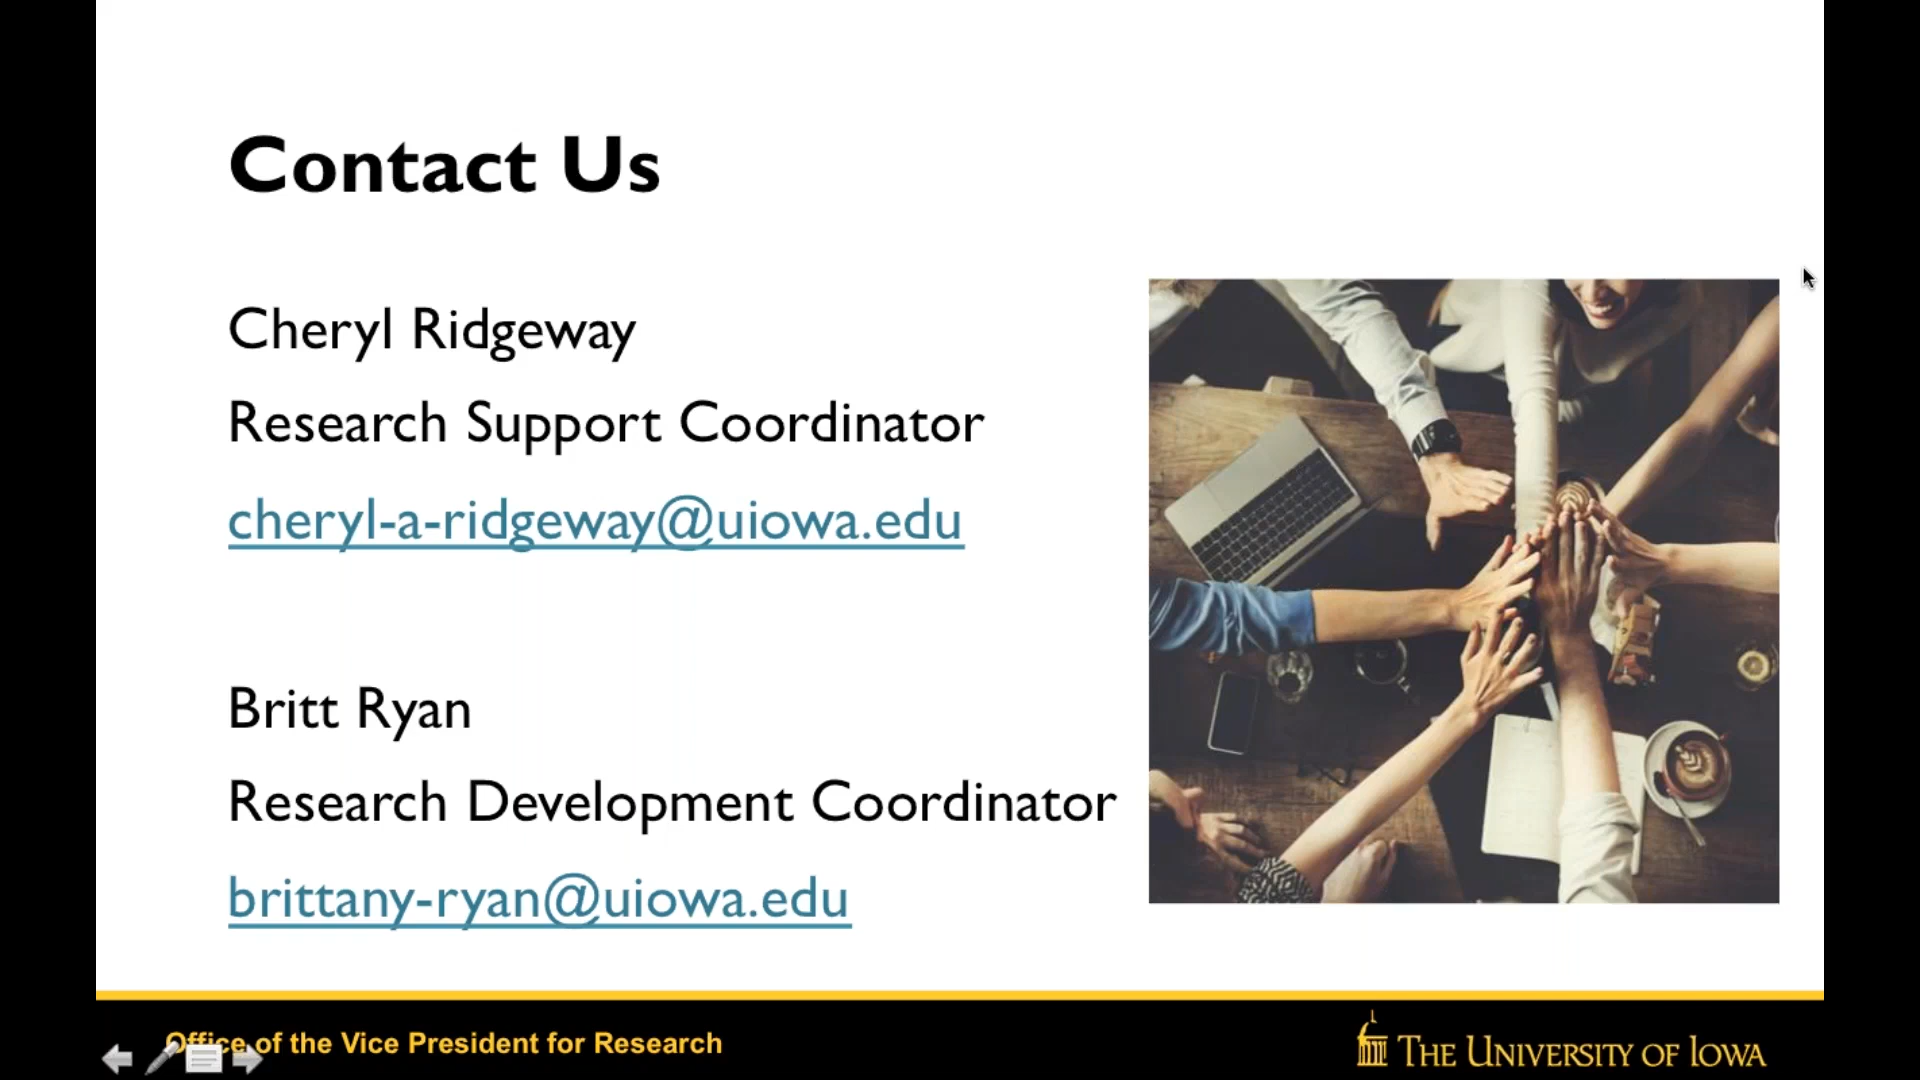 Contact Us
Cheryl Ridgeway
Research Support Coordinator
cheryl-a-ridgeway@uiowa.edu
Britt Ryan
Research Development Coordinator
brittany-ryan@uiowa.edu
Office of the Vice President for Research
THE UNIVERSITY OF IOWA